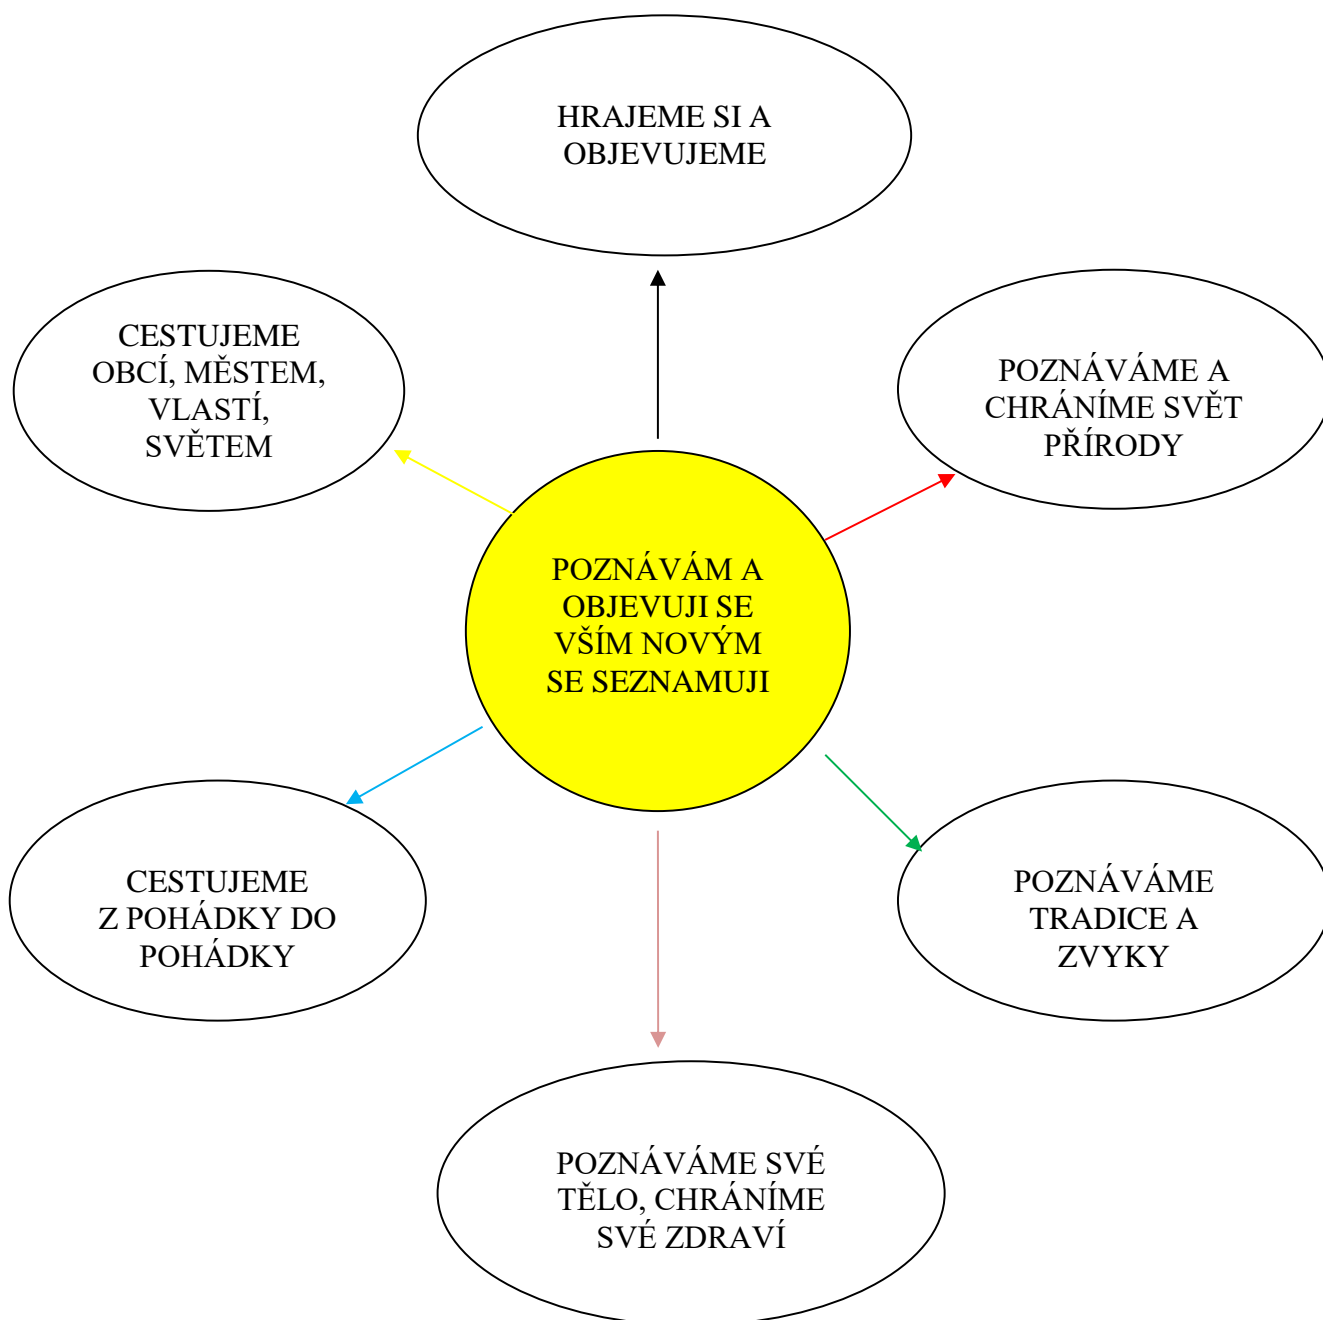 HRAJEME SI A
OBJEVUJEME
CESTUJEME
OBCÍ, MĚSTEM,
VLASTÍ,
SVĚTEM
POZNÁVÁME A
CHRÁNÍME SVĚT
PŘÍRODY
POZNÁVÁM A
OBJEVUJI SE
VŠÍM NOVÝM
SE SEZNAMUJI
CESTUJEME
Z POHÁDKY DO
POHÁDKY
POZNÁVÁME
TRADICE A
ZVYKY
POZNÁVÁME SVÉ
TĚLO, CHRÁNÍME
SVÉ ZDRAVÍ